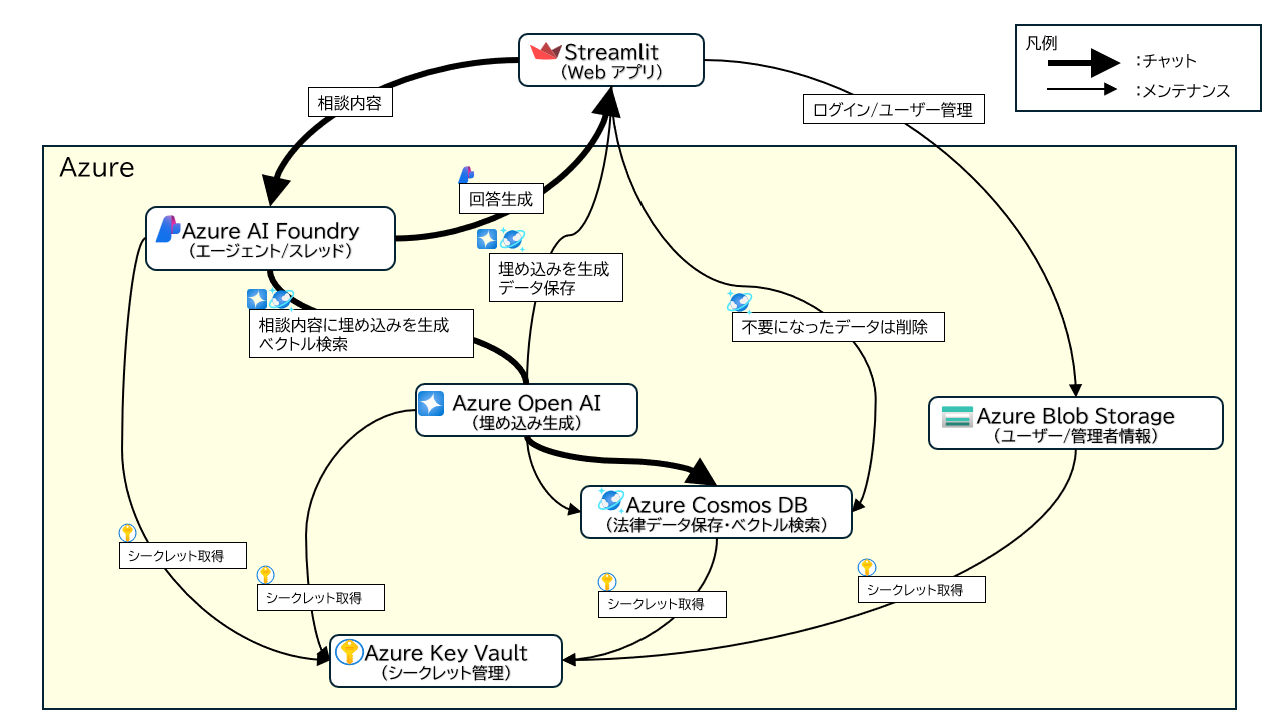 Streamlit
(Web アプリ)
凡例
:チャット
:メンテナンス
相談内容
ログイン/ユーザー管理
Azure
回答生成
Azure AI Foundry
(エージェント/スレッド)
埋め込みを生成
データ保存
相談内容に埋め込みを生成
ベクトル検索
不要になったデータは削除
Azure Open AI
(埋め込み生成)
Azure Blob Storage
(ユーザー/管理者情報)
Azure Cosmos DB
(法律データ保存・ベクトル検索)
シークレット取得
シークレット取得
シークレット取得
シークレット取得
Azure Key Vault
(シークレット管理)